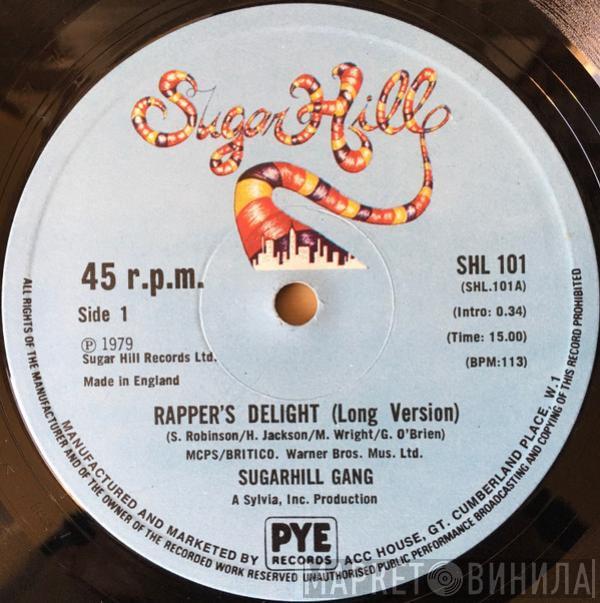 Sugar Hill
45 r.p.m.
Side 1
Ⓟ 1979
Sugar Hill Records Ltd.
Made in England
SHL 101
(SHL.101A)
(Intro: 0.34)
(Time: 15.00)
(BPM:113)
RAPPER'S DELIGHT (Long Version)
(S. Robinson/H. Jackson/M. Wright/G. O'Brien)
MCPS/BRITICO. Warner Bros. Mus. Ltd.
SUGARHILL GANG
A Sylvia, Inc. Production
PYE
RECORDS
MANUFACTURED AND MARKETED BY PYE RECORDS ACC HOUSE, GT. CUMBERLAND PLACE, W.1
ALL RIGHTS OF THE MANUFACTURER AND OF THE OWNER OF THE RECORDED WORK RESERVED UNAUTHORISED PUBLIC PERFORMANCE BROADCASTING AND COPYING OF THIS RECORD PROHIBITED
МАРКЕТ ВИНИЛА!